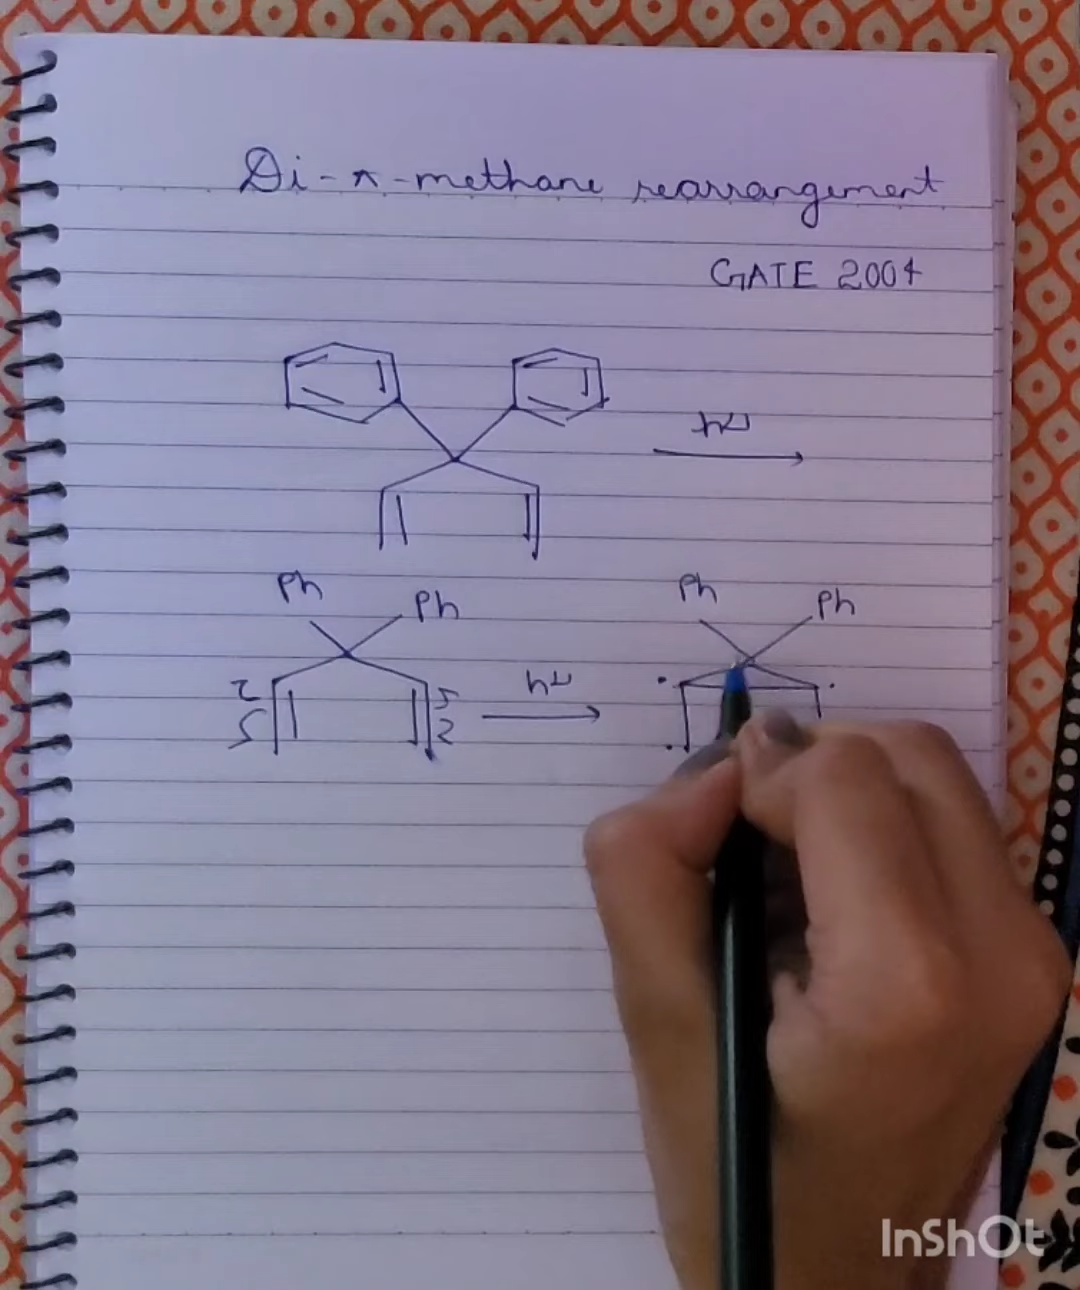 Di-π-methane rearrangement
GATE 2004
hν
Ph Ph
hν
Ph Ph
InShOt